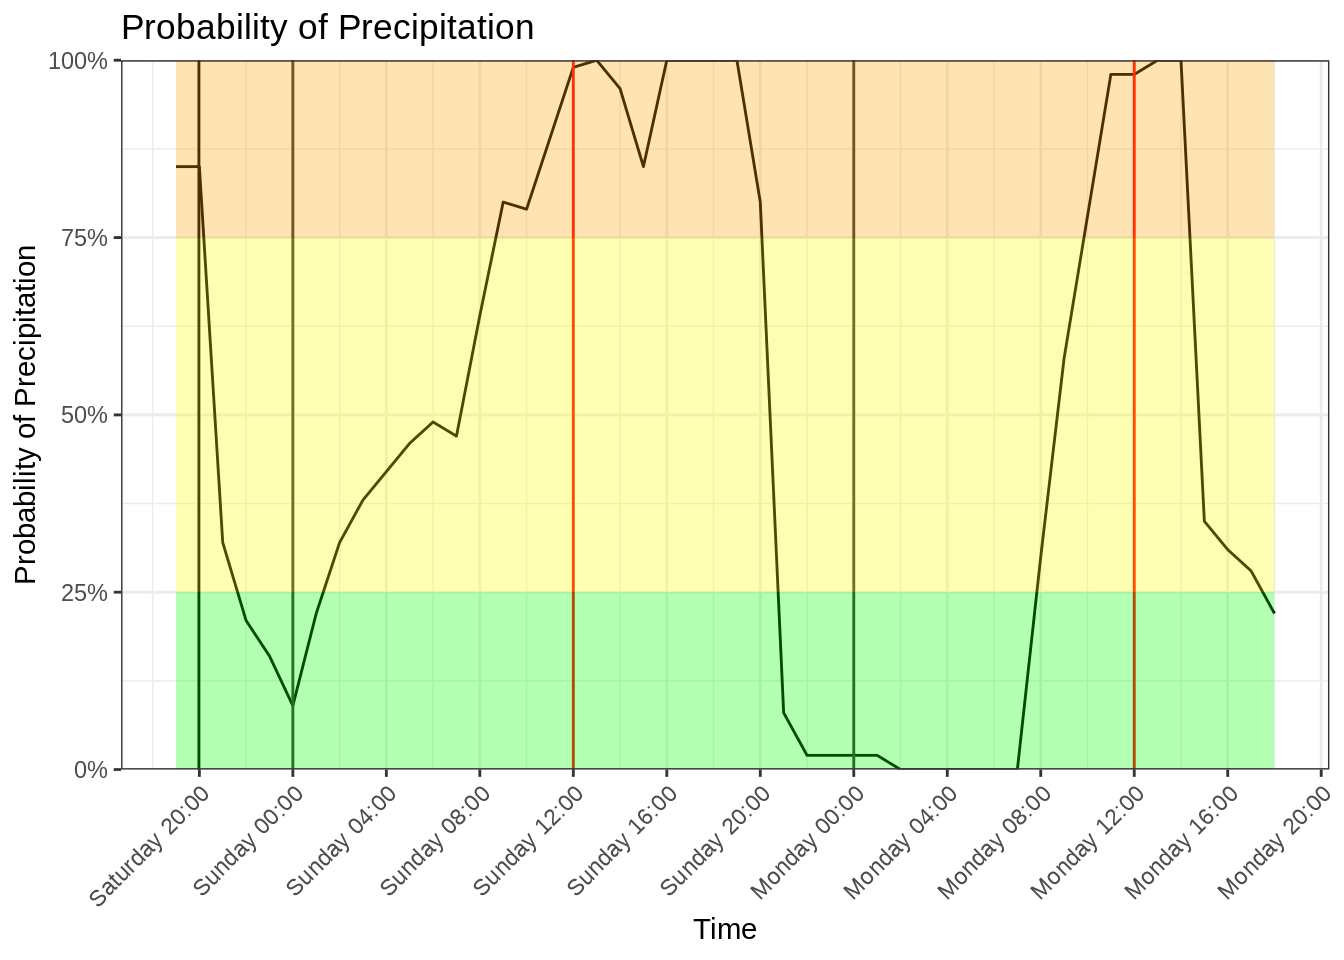 Probability of Precipitation
100%
75%
50%
25%
0%
Probability of Precipitation
Saturday 20:00
Sunday 00:00
Sunday 04:00
Sunday 08:00
Sunday 12:00
Sunday 16:00
Sunday 20:00
Monday 00:00
Monday 04:00
Monday 08:00
Monday 12:00
Monday 16:00
Monday 20:00
Time